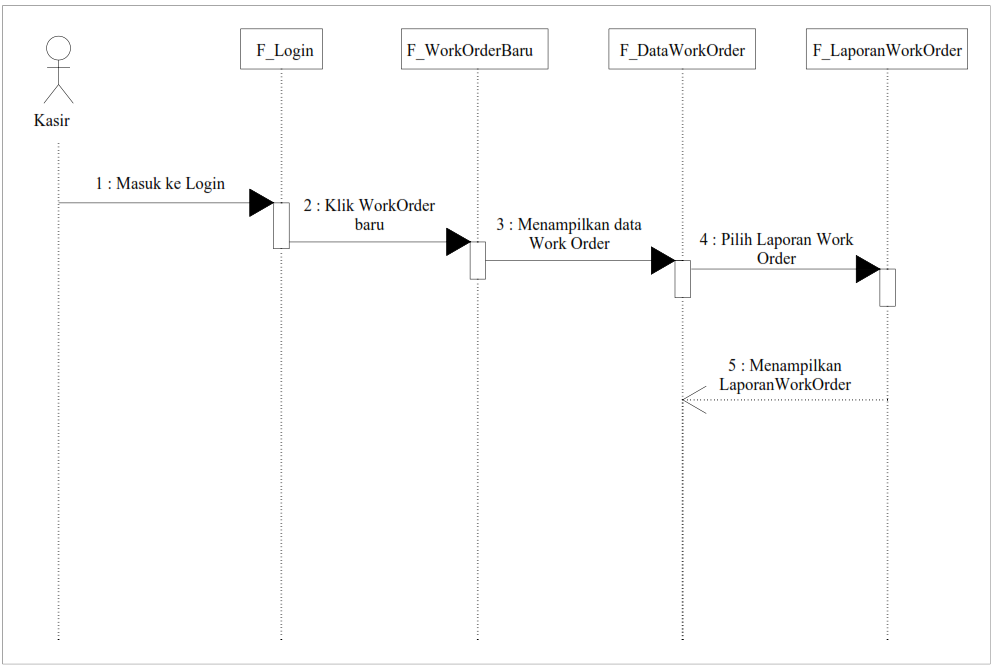 F_Login
F_WorkOrderBaru
F_DataWorkOrder
F_LaporanWorkOrder
Kasir
1 : Masuk ke Login
2 : Klik WorkOrder
baru
3 : Menampilkan data
Work Order
4 : Pilih Laporan Work
Order
5 : Menampilkan
LaporanWorkOrder